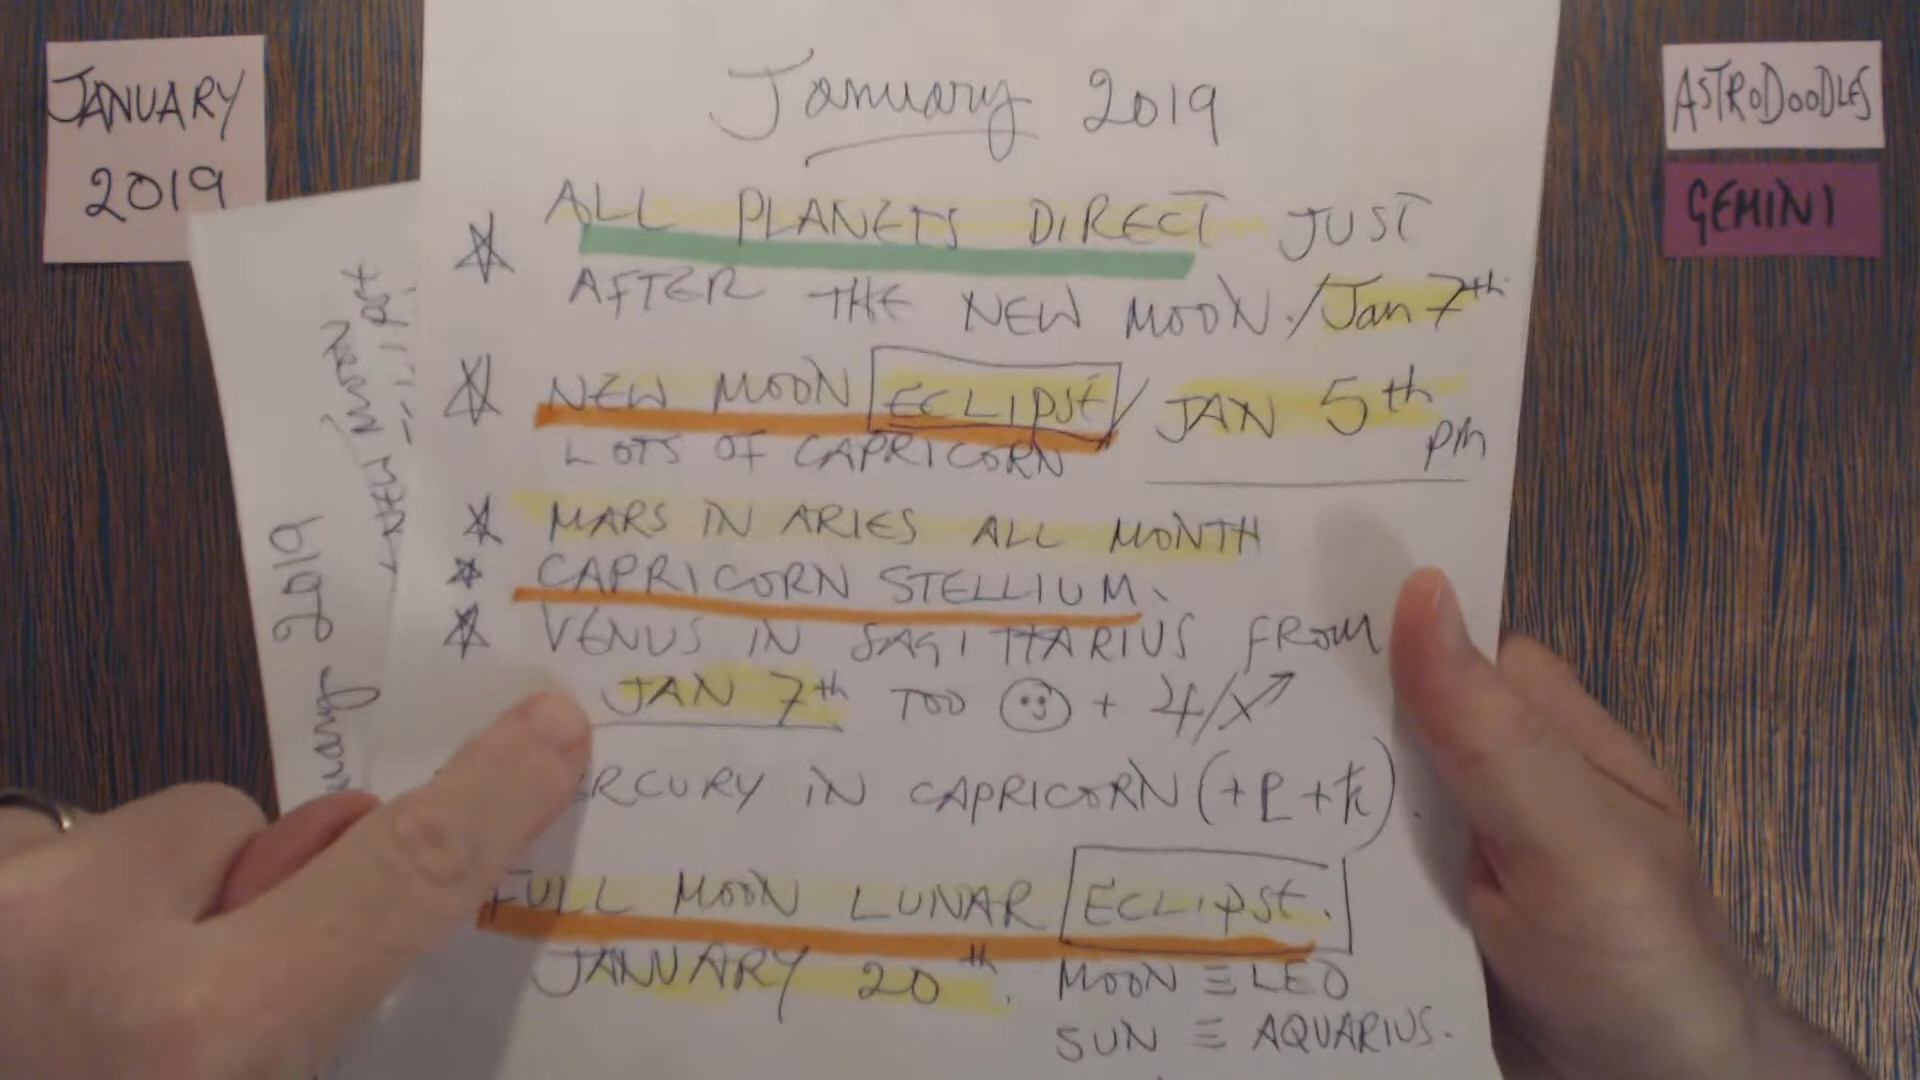 JANUARY
2019
ASTRODOODLES
GEMINI
January 2019
ALL PLANETS DIRECT JUST
AFTER THE NEW MOON./Jan 7th
NEW MOON ECLIPSE/ JAN 5th
pm
LOTS OF CAPRICORN
MARS IN ARIES ALL MONTH
CAPRICORN STELLIUM.
VENUS IN SAGITTARIUS FROM
JAN 7th TOO + ♃/♐
ERCURY IN CAPRICORN (+P+♄).
FULL MOON LUNAR ECLIPSE.
JANUARY 20th. MOON ≡ LEO
SUN ≡ AQUARIUS.
2019
NEW MOON